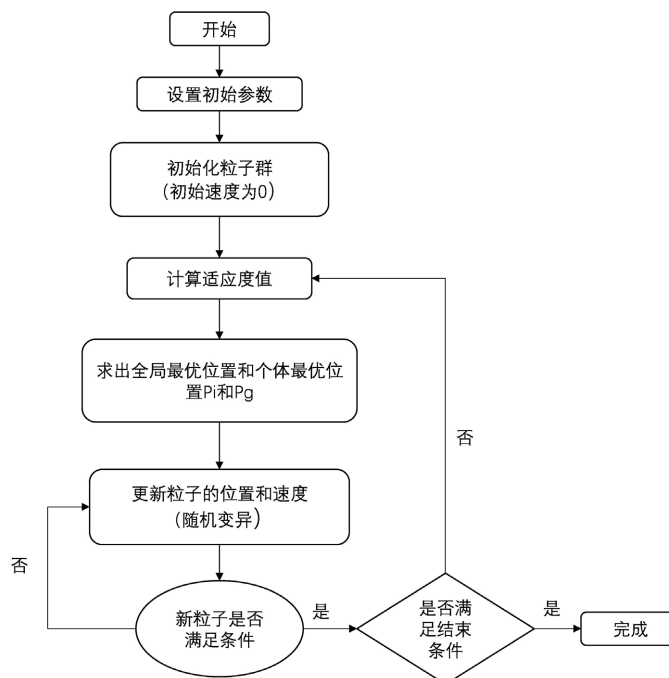 开始
设置初始参数
初始化粒子群
（初始速度为0）
计算适应度值
求出全局最优位置和个体最优位
置Pi和Pg
否
更新粒子的位置和速度
（随机变异）
否
新粒子是否
满足条件
是
是否满
足结束
条件
是
完成